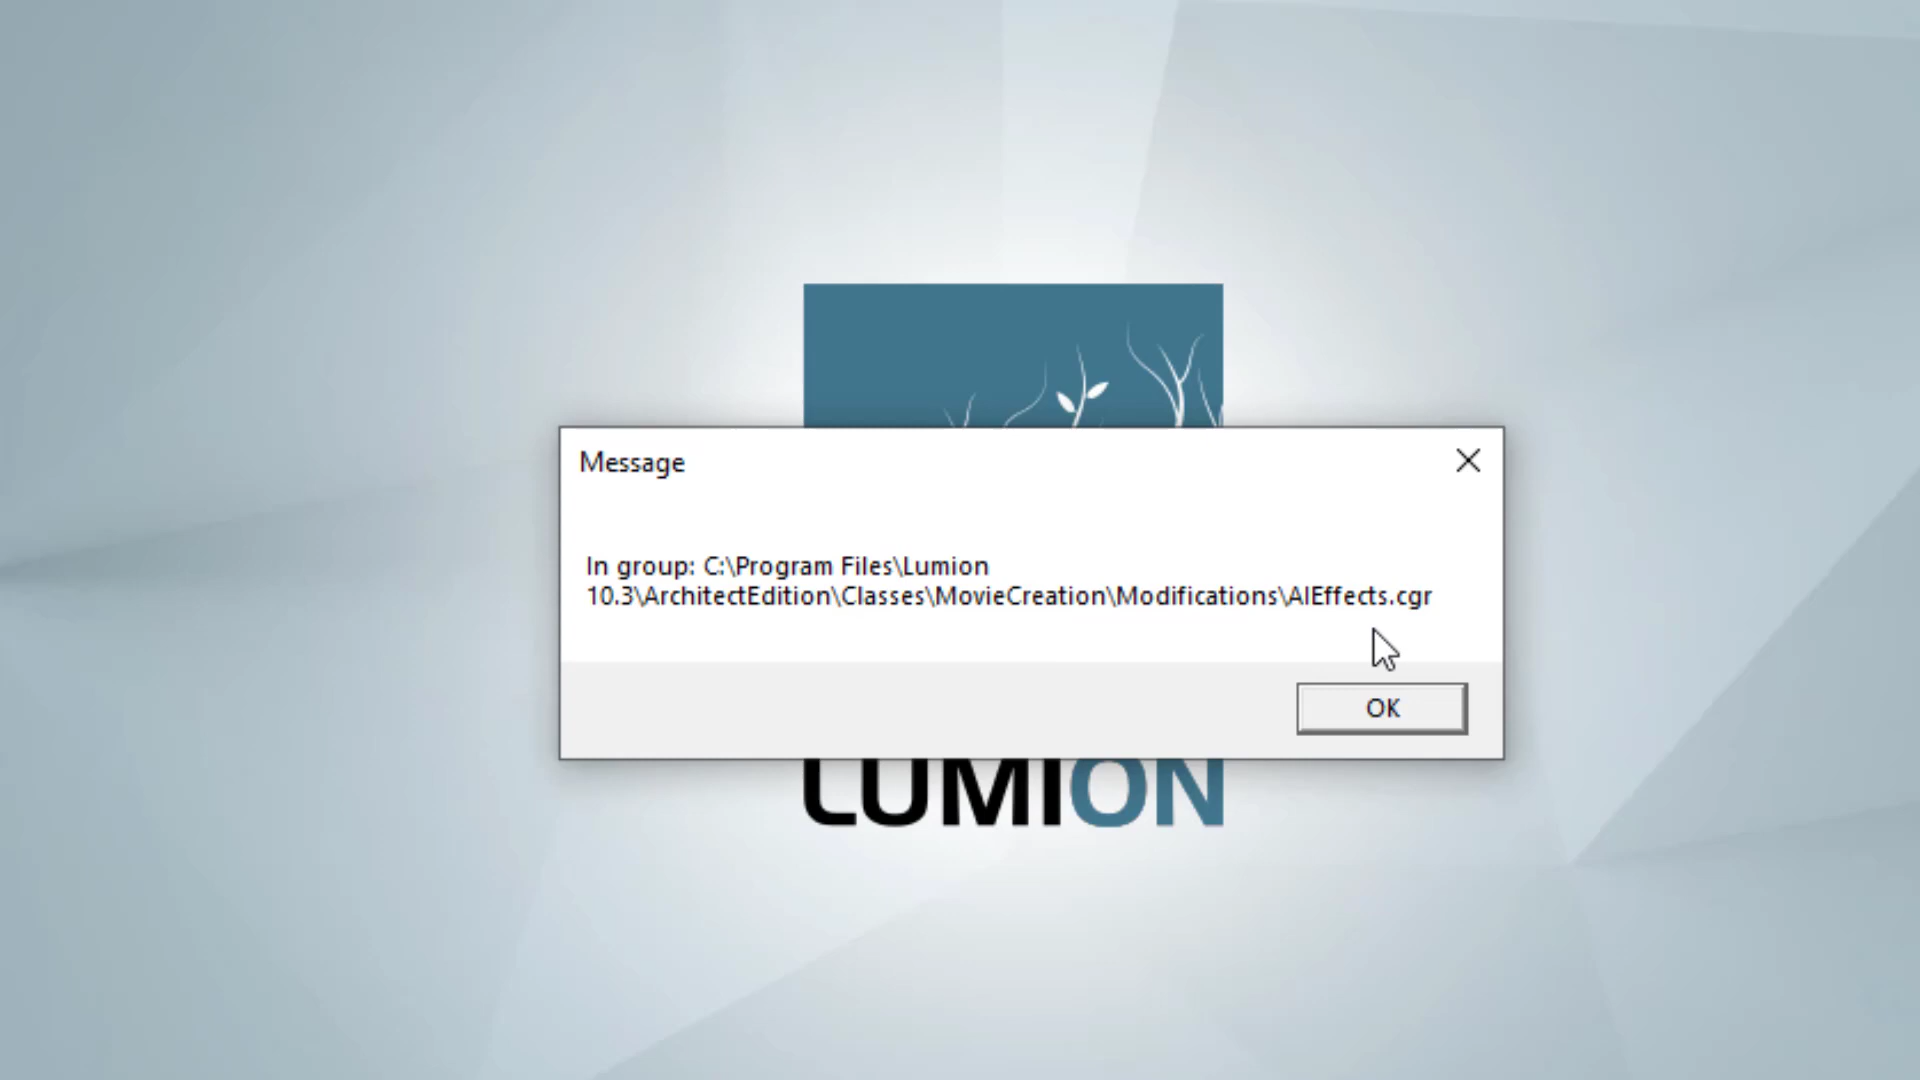 Message
In group: C:\Program Files\Lumion
10.3\ArchitectEdition\Classes\MovieCreation\Modifications\AIEffects.cgr
OK
LUMION